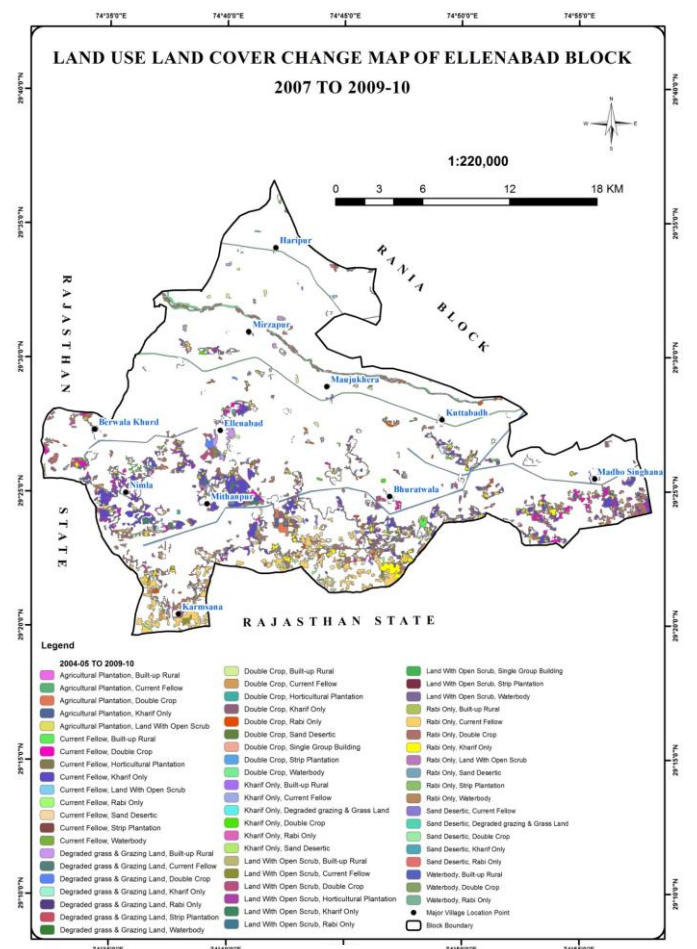 74°35'0"E 74°40'0"E 74°45'0"E 74°50'0"E 74°55'0"E
LAND USE LAND COVER CHANGE MAP OF ELLENABAD BLOCK
2007 TO 2009-10
N
W E
S
1:220,000
0 3 6 12 18 KM
Haripur
RANIA BLOCK
RAJASTHAN
Mirzapur
Maujukhera
Kuttabadh
Berwala Khurd
Ellenabad
Madho Singhana
Nimla
Mithanpur
Bhuratwala
STATE
Karmsana
RAJASTHAN STATE
29°25'0"N
29°20'0"N
29°15'0"N
29°10'0"N
Legend
2004-05 TO 2009-10
Agricultural Plantation, Built-up Rural
Agricultural Plantation, Current Fellow
Agricultural Plantation, Double Crop
Agricultural Plantation, Kharif Only
Agricultural Plantation, Land With Open Scrub
Current Fellow, Built-up Rural
Current Fellow, Double Crop
Current Fellow, Horticultural Plantation
Current Fellow, Kharif Only
Current Fellow, Land With Open Scrub
Current Fellow, Rabi Only
Current Fellow, Sand Desertic
Current Fellow, Strip Plantation
Current Fellow, Waterbody
Degraded grass & Grazing Land, Built-up Rural
Degraded grass & Grazing Land, Current Fellow
Degraded grass & Grazing Land, Double Crop
Degraded grass & Grazing Land, Kharif Only
Degraded grass & Grazing Land, Rabi Only
Degraded grass & Grazing Land, Strip Plantation
Degraded grass & Grazing Land, Waterbody
Double Crop, Built-up Rural
Double Crop, Current Fellow
Double Crop, Horticultural Plantation
Double Crop, Kharif Only
Double Crop, Rabi Only
Double Crop, Sand Desertic
Double Crop, Single Group Building
Double Crop, Strip Plantation
Double Crop, Waterbody
Kharif Only, Built-up Rural
Kharif Only, Current Fellow
Kharif Only, Degraded grazing & Grass Land
Kharif Only, Double Crop
Kharif Only, Rabi Only
Kharif Only, Sand Desertic
Land With Open Scrub, Built-up Rural
Land With Open Scrub, Current Fellow
Land With Open Scrub, Double Crop
Land With Open Scrub, Horticultural Plantation
Land With Open Scrub, Kharif Only
Land With Open Scrub, Rabi Only
Land With Open Scrub, Single Group Building
Land With Open Scrub, Strip Plantation
Land With Open Scrub, Waterbody
Rabi Only, Built-up Rural
Rabi Only, Current Fellow
Rabi Only, Double Crop
Rabi Only, Kharif Only
Rabi Only, Land With Open Scrub
Rabi Only, Sand Desertic
Rabi Only, Strip Plantation
Rabi Only, Waterbody
Sand Desertic, Current Fellow
Sand Desertic, Degraded grazing & Grass Land
Sand Desertic, Double Crop
Sand Desertic, Kharif Only
Sand Desertic, Rabi Only
Waterbody, Built-up Rural
Waterbody, Double Crop
Waterbody, Rabi Only
Major Village Location Point
Block Boundary